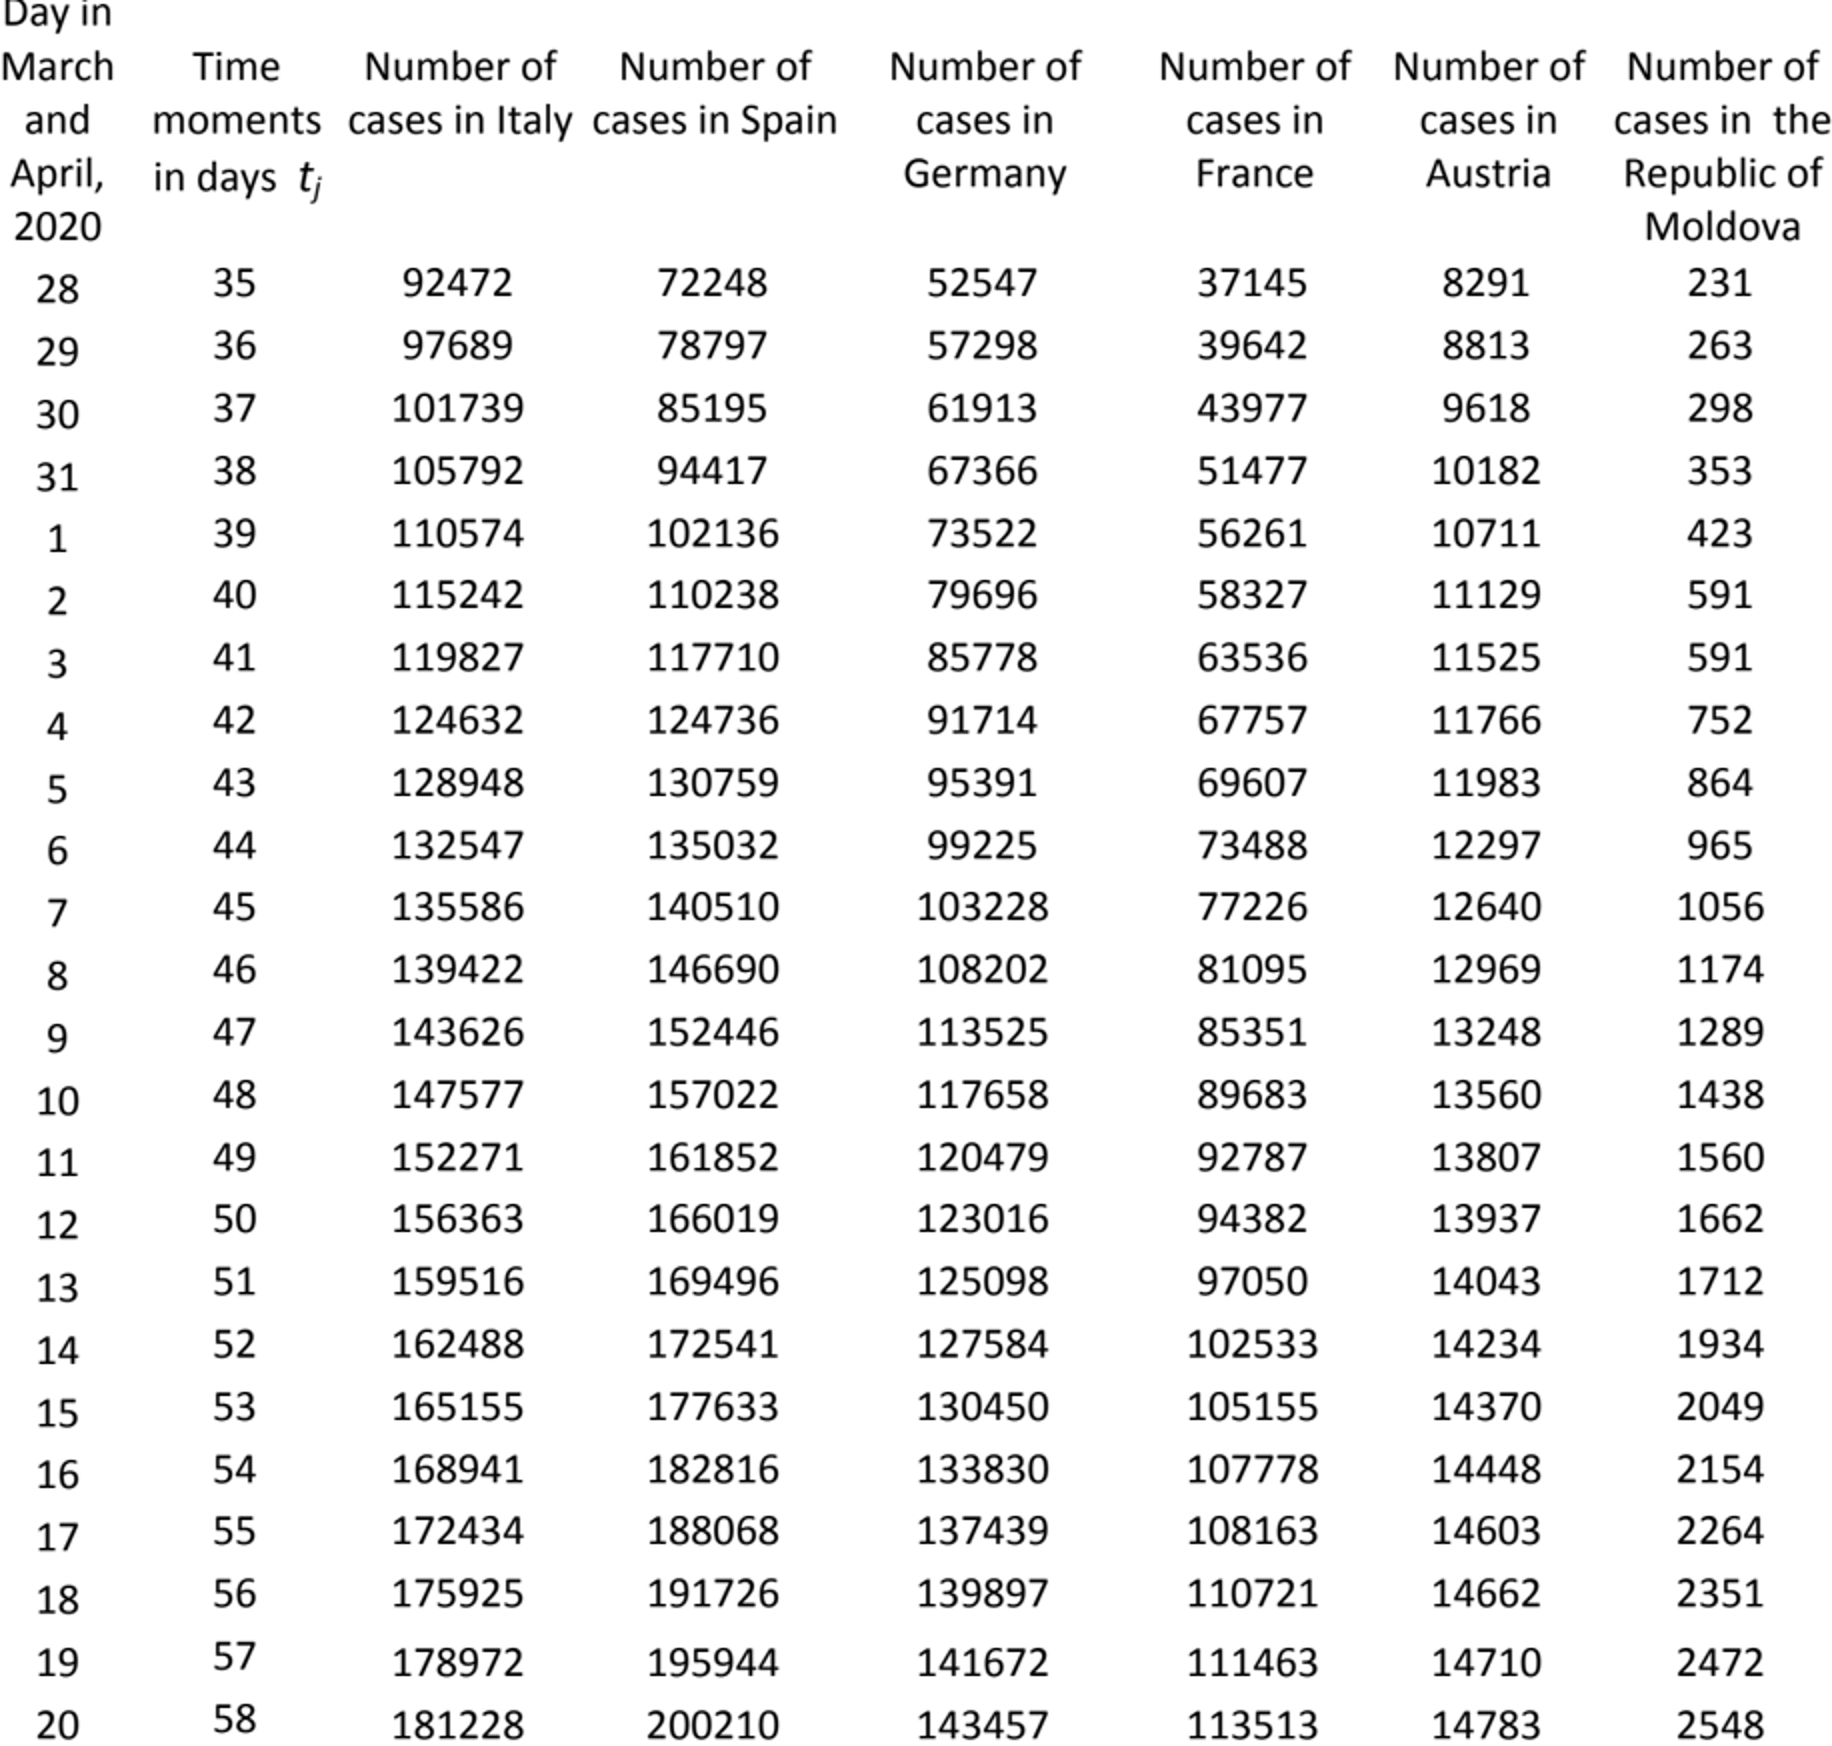 Day in
March Time Number of Number of Number of Number of Number of Number of
and moments cases in Italy cases in Spain cases in cases in cases in cases in the
April, in days tj Germany France Austria Republic of
2020 Moldova
28 35 92472 72248 52547 37145 8291 231
29 36 97689 78797 57298 39642 8813 263
30 37 101739 85195 61913 43977 9618 298
31 38 105792 94417 67366 51477 10182 353
1 39 110574 102136 73522 56261 10711 423
2 40 115242 110238 79696 58327 11129 591
3 41 119827 117710 85778 63536 11525 591
4 42 124632 124736 91714 67757 11766 752
5 43 128948 130759 95391 69607 11983 864
6 44 132547 135032 99225 73488 12297 965
7 45 135586 140510 103228 77226 12640 1056
8 46 139422 146690 108202 81095 12969 1174
9 47 143626 152446 113525 85351 13248 1289
10 48 147577 157022 117658 89683 13560 1438
11 49 152271 161852 120479 92787 13807 1560
12 50 156363 166019 123016 94382 13937 1662
13 51 159516 169496 125098 97050 14043 1712
14 52 162488 172541 127584 102533 14234 1934
15 53 165155 177633 130450 105155 14370 2049
16 54 168941 182816 133830 107778 14448 2154
17 55 172434 188068 137439 108163 14603 2264
18 56 175925 191726 139897 110721 14662 2351
19 57 178972 195944 141672 111463 14710 2472
20 58 181228 200210 143457 113513 14783 2548